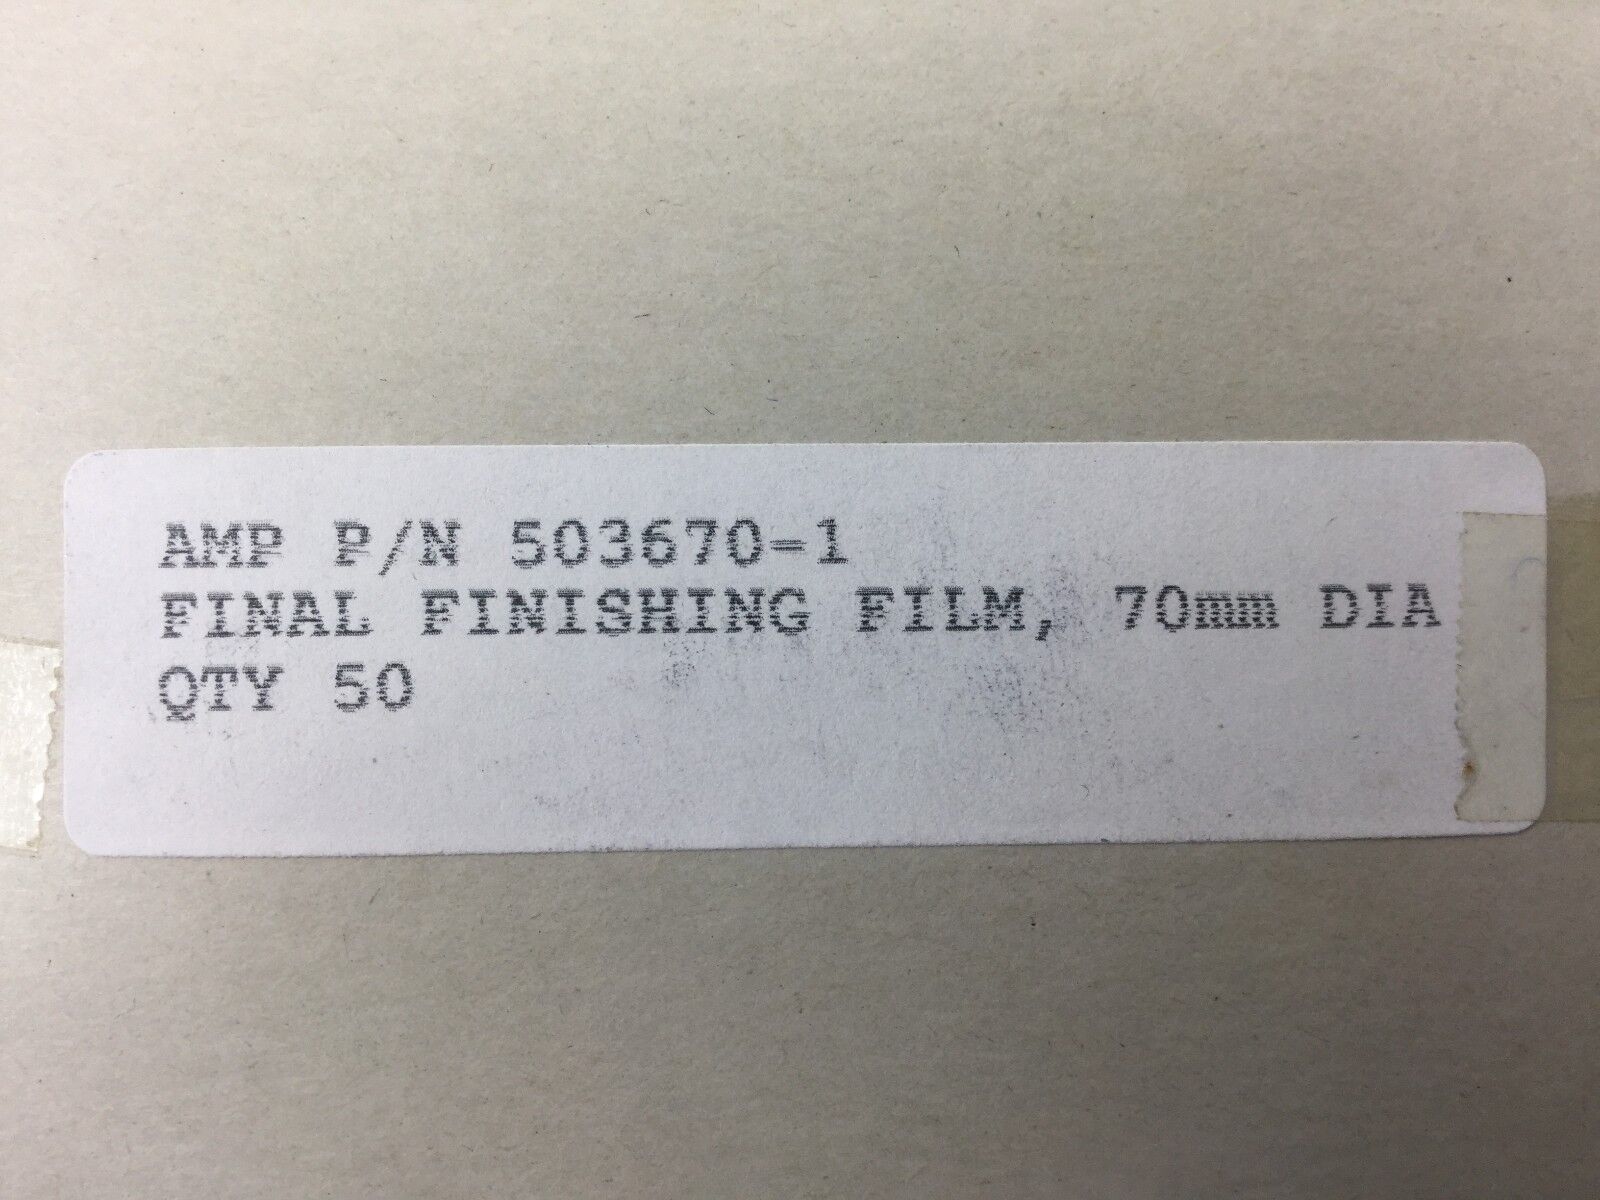 AMP P/N 503670-1
FINAL FINISHING FILM, 70mm DIA
QTY 50